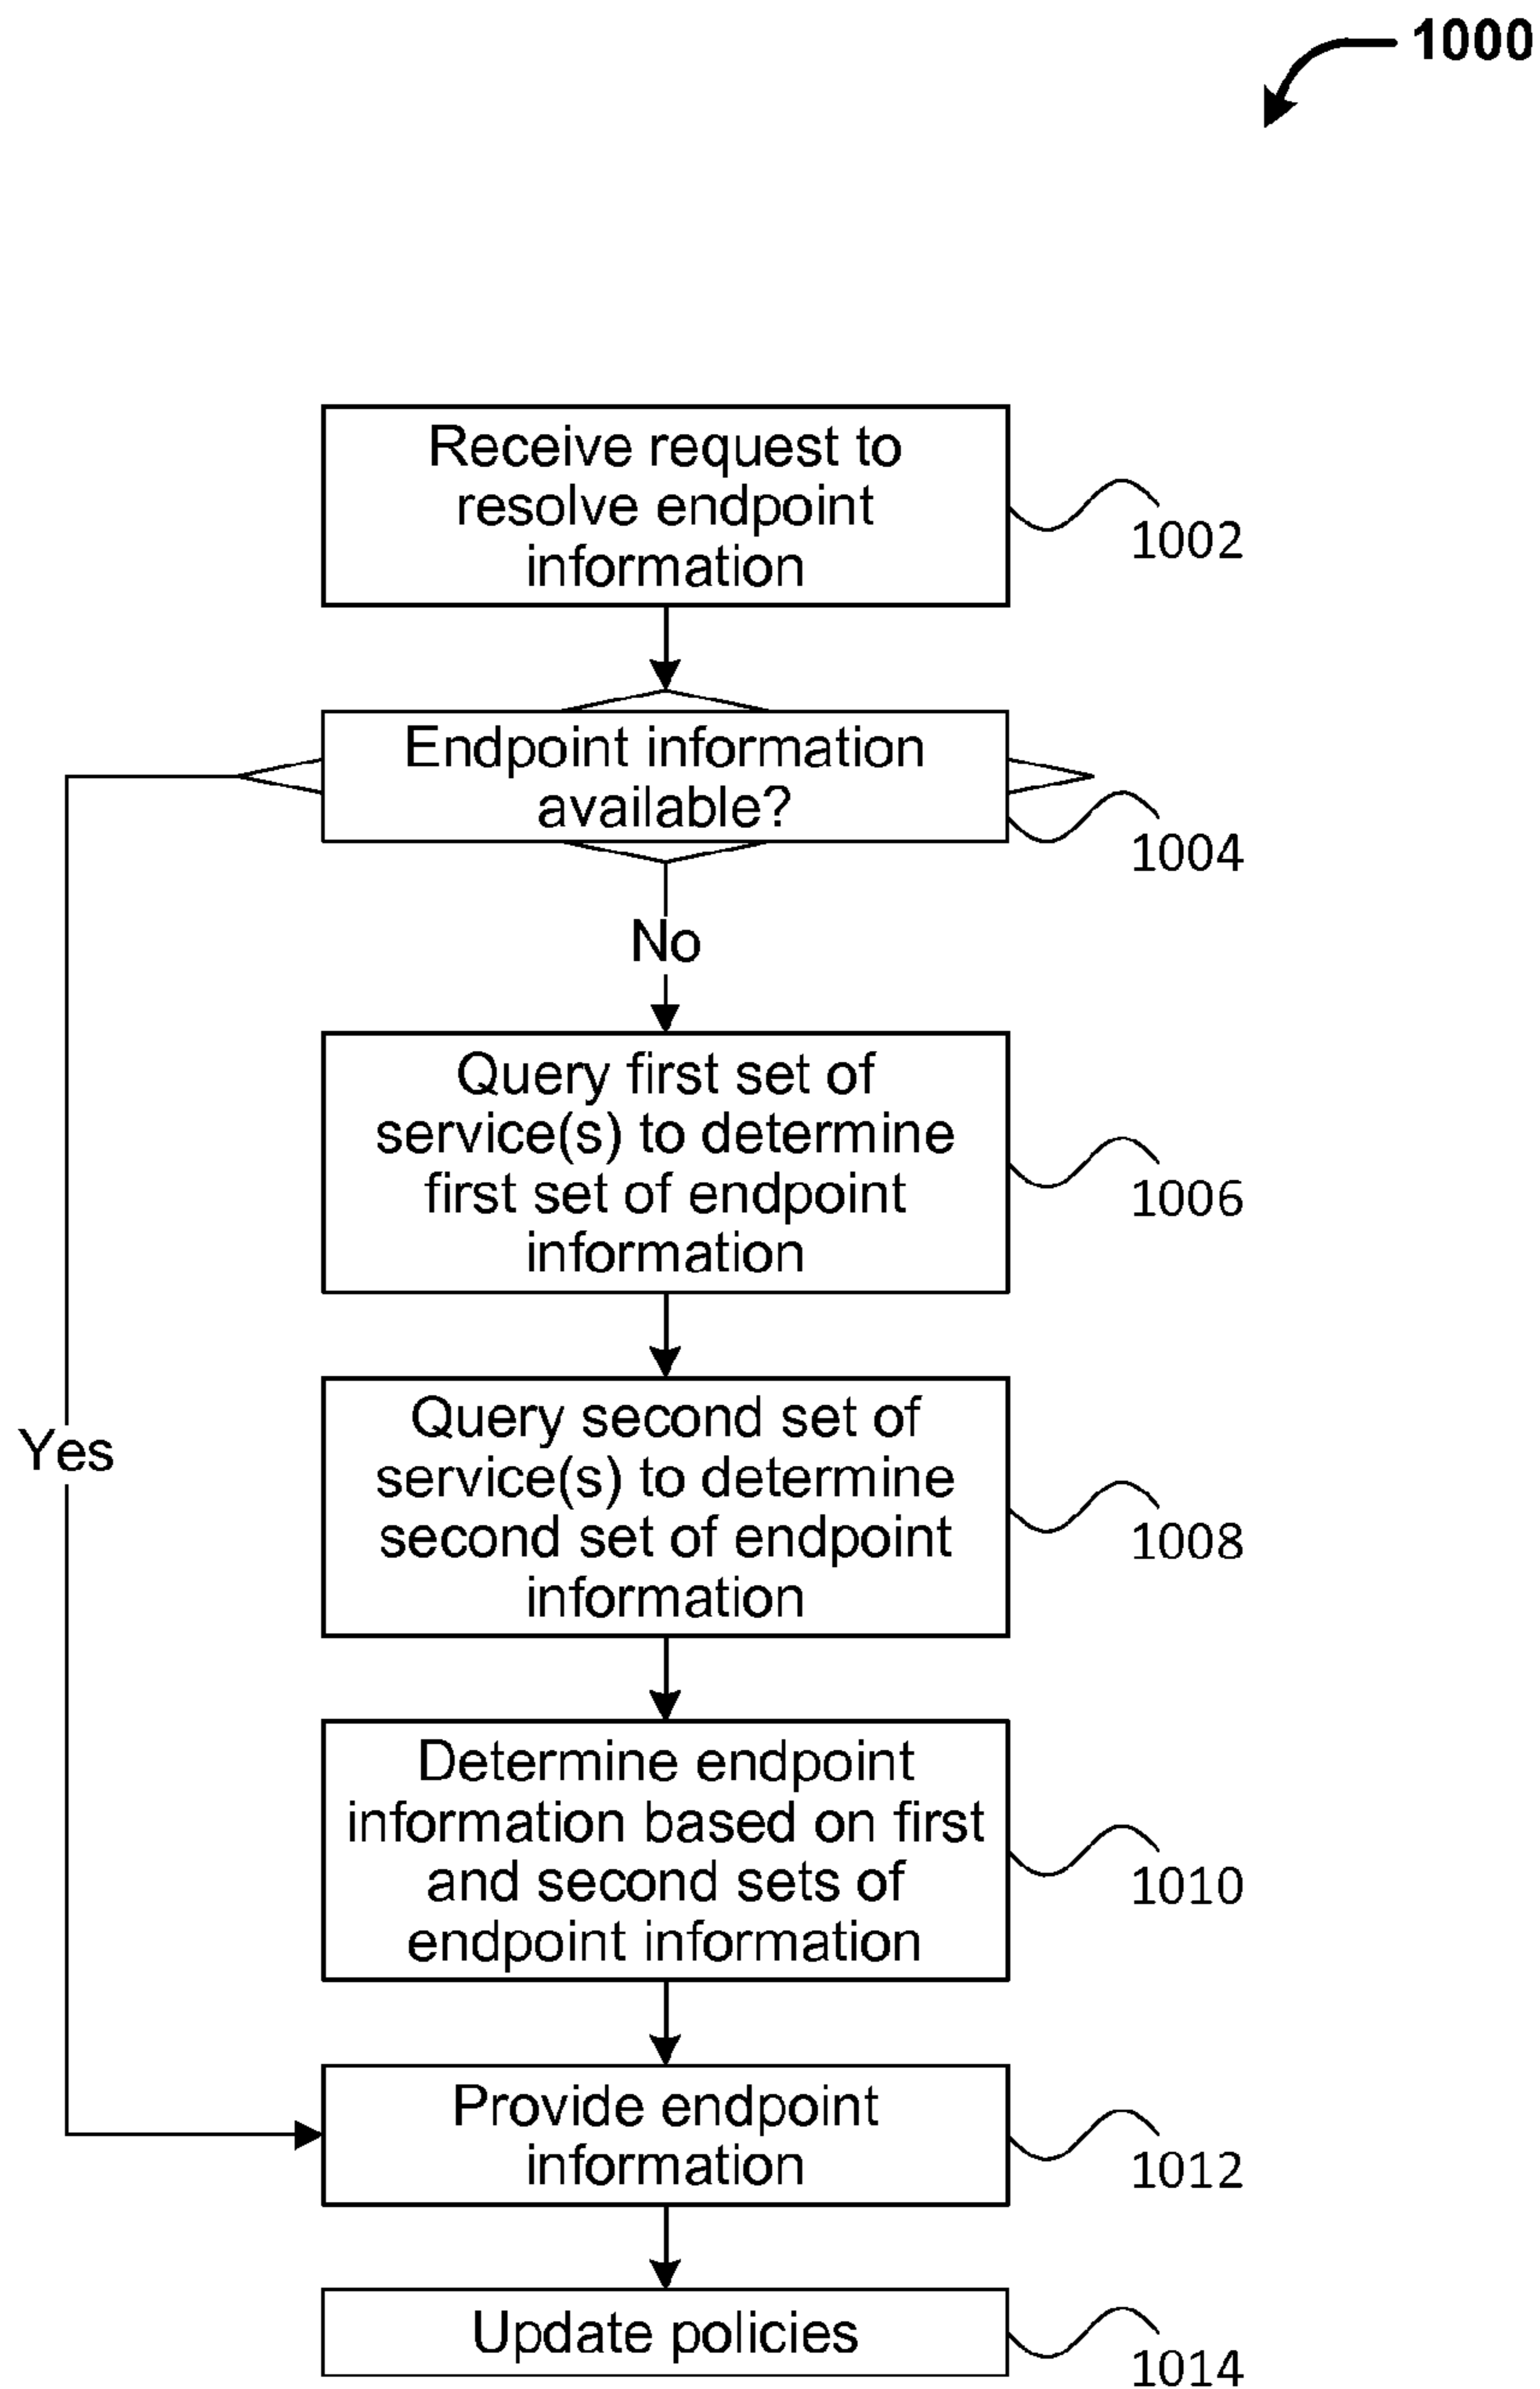 1000
Receive request to
resolve endpoint
information
1002
Endpoint information
available?
1004
No
Query first set of
service(s) to determine
first set of endpoint
information
1006
Yes
Query second set of
service(s) to determine
second set of endpoint
information
1008
Determine endpoint
information based on first
and second sets of
endpoint information
1010
Provide endpoint
information
1012
Update policies
1014